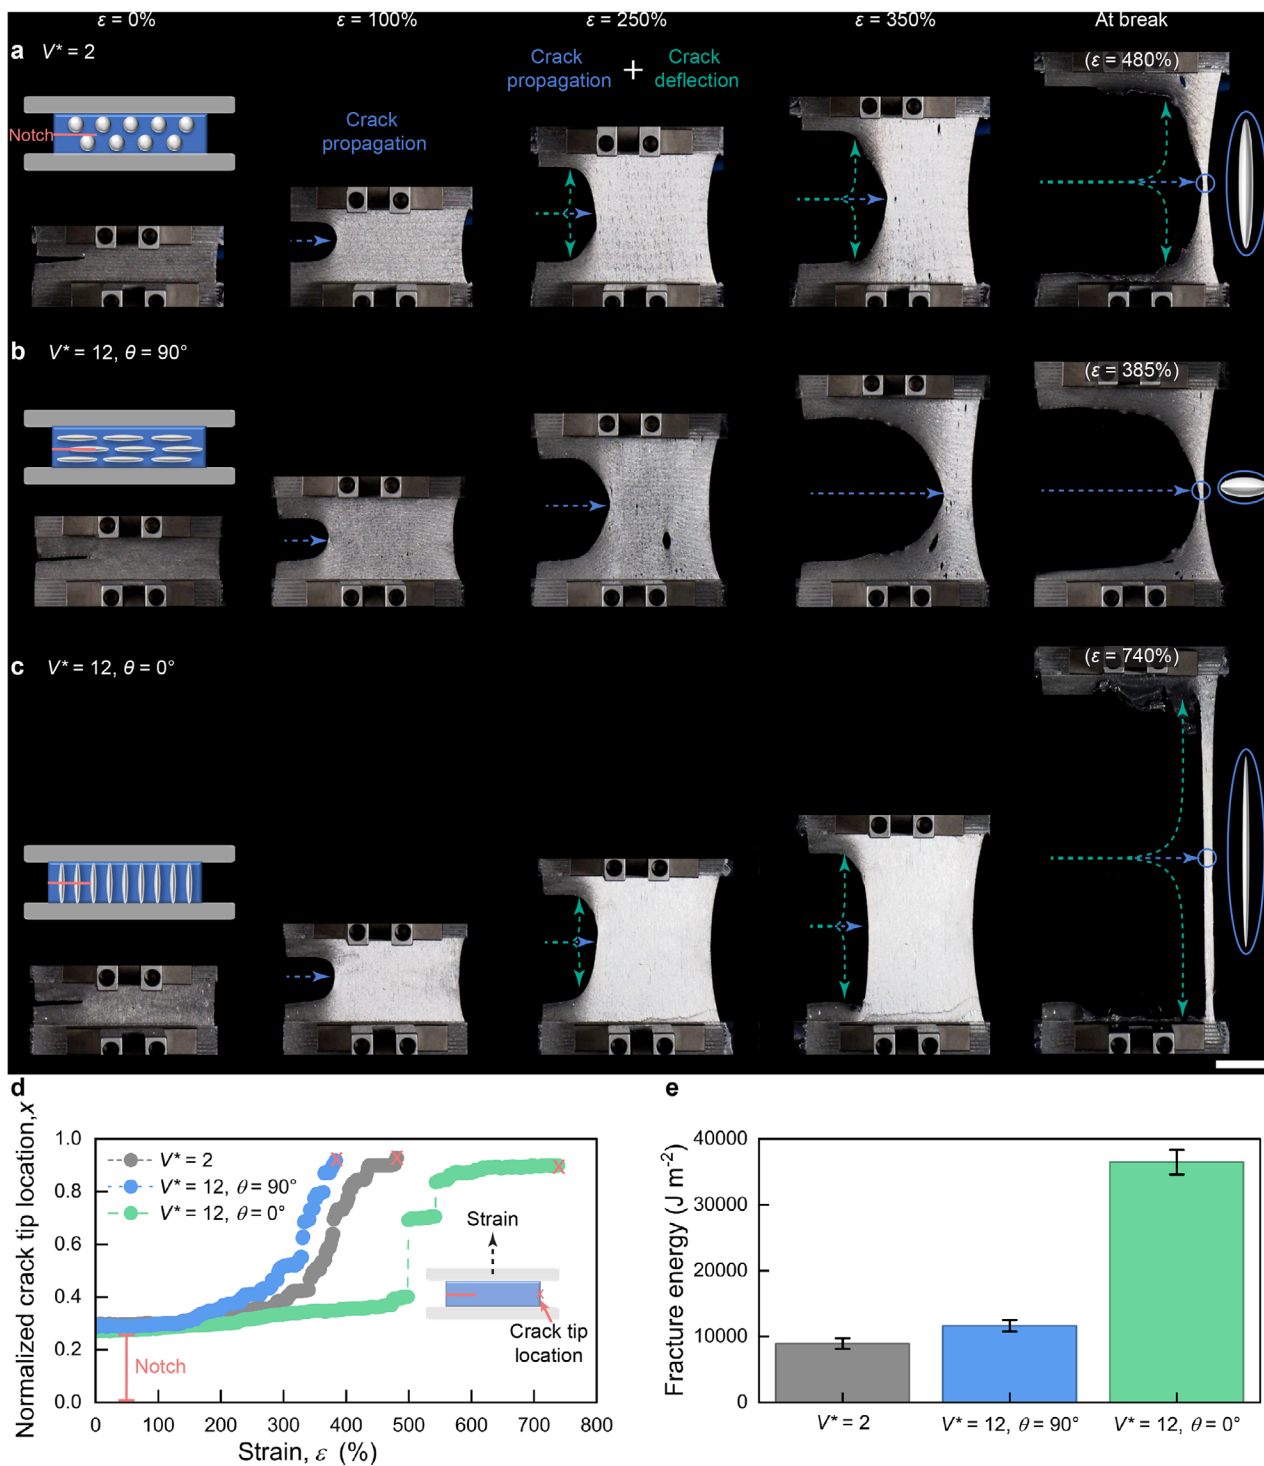 ε = 0%
ε = 100%
ε = 250%
ε = 350%
At break
a V* = 2
Crack propagation + Crack deflection
(ε = 480%)
Notch
Crack propagation
b V* = 12, θ = 90°
(ε = 385%)
c V* = 12, θ = 0°
(ε = 740%)
d
Normalized crack tip location, x
1.0
0.8
0.6
0.4
0.2
0.0
V* = 2
V* = 12, θ = 90°
V* = 12, θ = 0°
Strain
Crack tip
location
Notch
0 100 200 300 400 500 600 700 800
Strain, ε (%)
e
Fracture energy (J m⁻²)
40000
30000
20000
10000
0
V* = 2
V* = 12, θ = 90°
V* = 12, θ = 0°